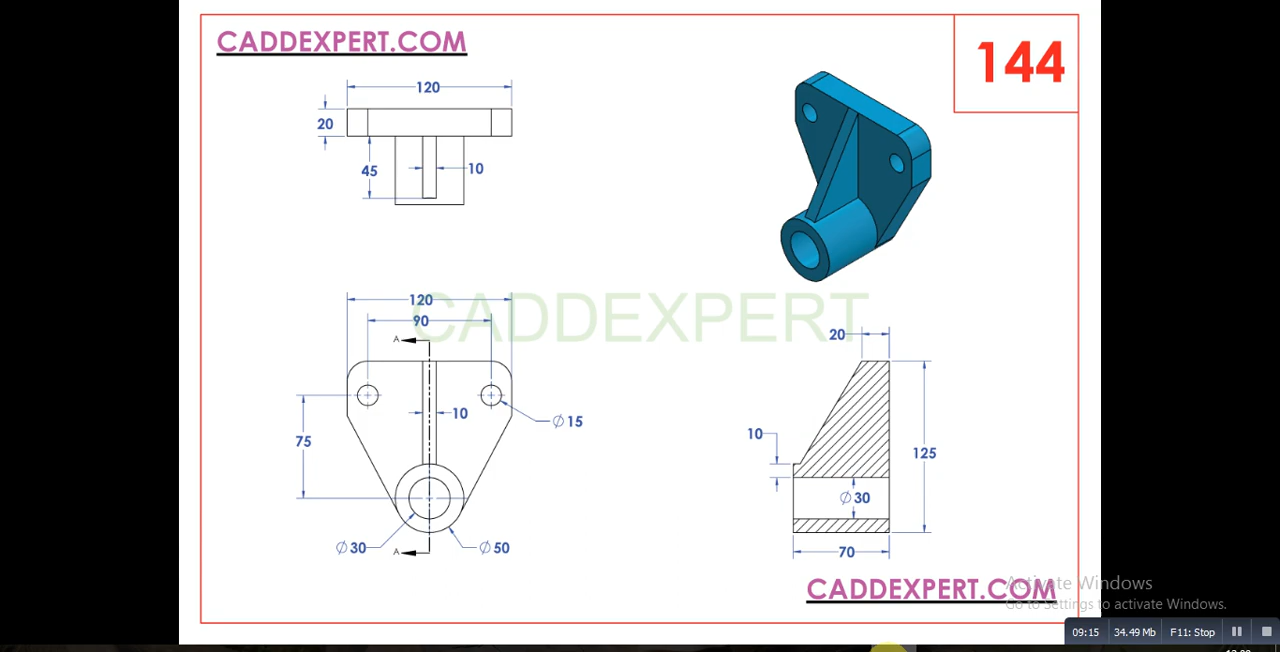 CADDEXPERT.COM
144
120
20
45
10
120
90
A
10
Ø 15
75
Ø 30
A
Ø 50
CADDEXPERT
20
10
125
Ø 30
70
CADDEXPERT.COM
Activate Windows
Go to Settings to activate Windows.
09:15 34.49 Mb F11: Stop